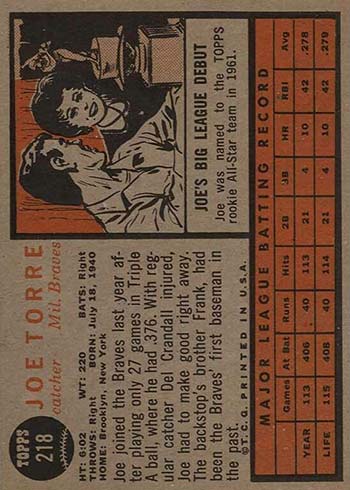 TOPPS
218
JOE TORRE
catcher Mil. Braves
HT: 6:02 WT: 220 BATS: Right
THROWS: Right BORN: July 18, 1940
HOME: Brooklyn, New York
Joe joined the Braves last year af-
ter playing only 27 games in Triple
A ball, where he had .376. With reg-
ular catcher Del Crandall injured,
Joe had to make good right away.
The backstop's brother Frank, had
been the Braves' first baseman in
the past.
©T.C.G. PRINTED IN U.S.A.
JOE'S BIG LEAGUE DEBUT
Joe was named to the TOPPS
rookie All-Star team in 1961.
MAJOR LEAGUE BATTING RECORD
Games At Bat Runs Hits 2B 3B HR RBI Avg
YEAR 113 406 40 113 21 4 10 42 .278
LIFE 115 408 40 114 21 4 10 42 .279